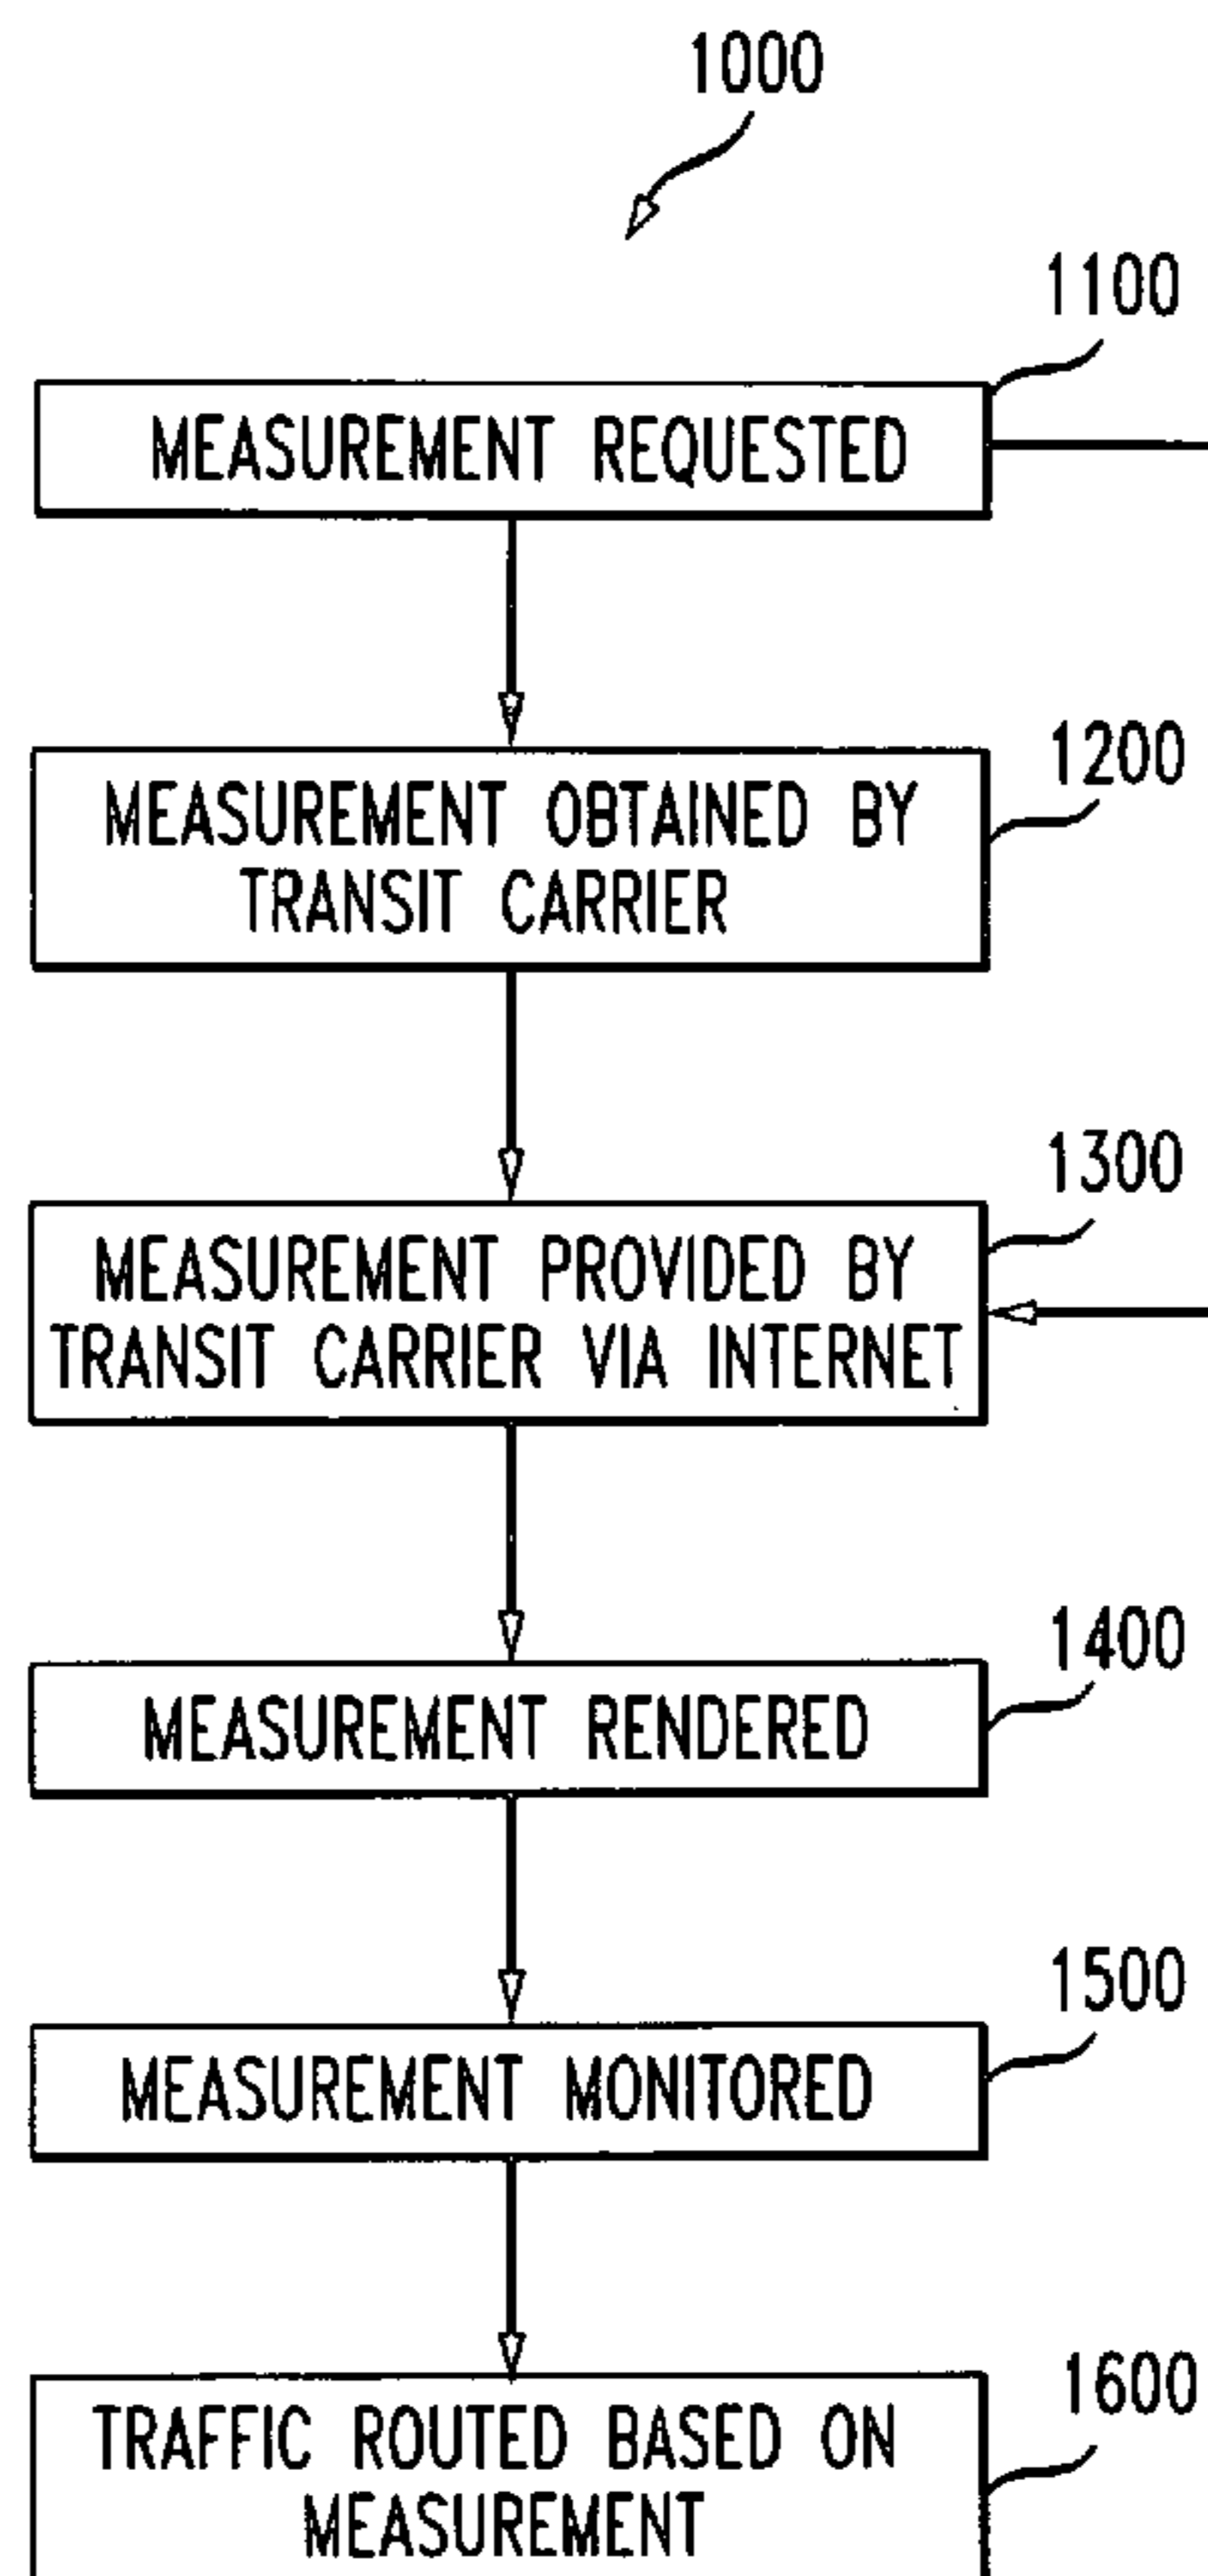 1000
1100
MEASUREMENT REQUESTED
1200
MEASUREMENT OBTAINED BY
TRANSIT CARRIER
1300
MEASUREMENT PROVIDED BY
TRANSIT CARRIER VIA INTERNET
1400
MEASUREMENT RENDERED
1500
MEASUREMENT MONITORED
1600
TRAFFIC ROUTED BASED ON
MEASUREMENT